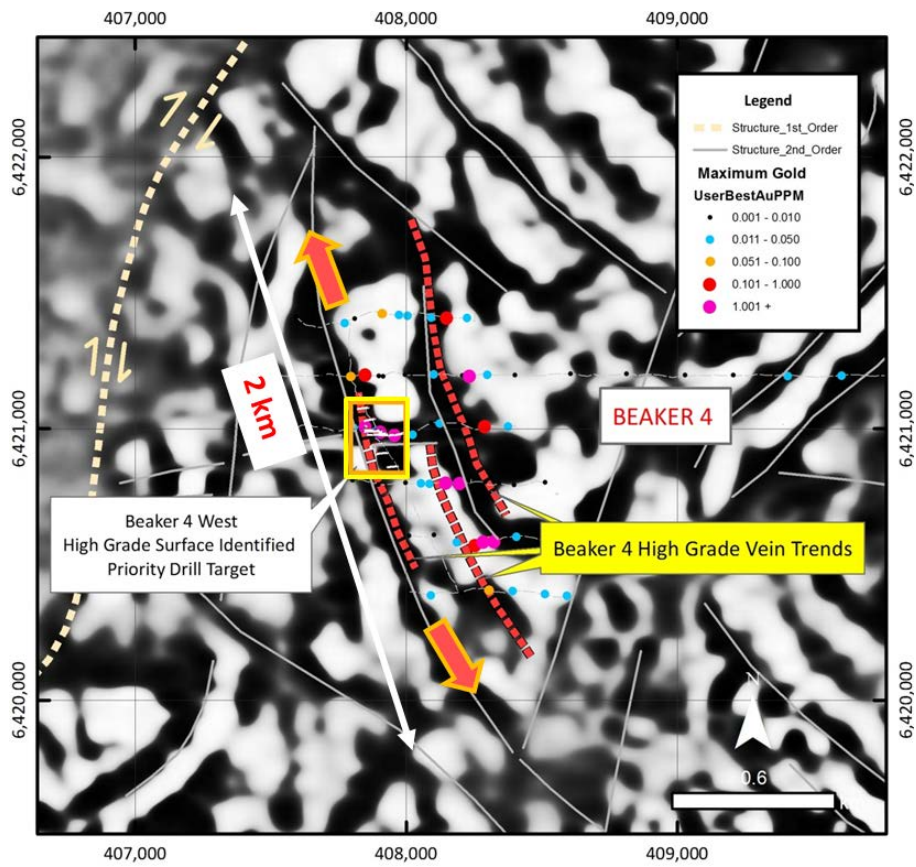 407,000
408,000
409,000
6,422,000
6,421,000
6,420,000
Legend
Structure_1st_Order
Structure_2nd_Order
Maximum Gold
UserBestAuPPM
0.001 - 0.010
0.011 - 0.050
0.051 - 0.100
0.101 - 1.000
1.001 +
6,422,000
2 km
BEAKER 4
6,421,000
Beaker 4 West
High Grade Surface Identified
Priority Drill Target
Beaker 4 High Grade Vein Trends
N
0.6
6,420,000
407,000
408,000
409,000